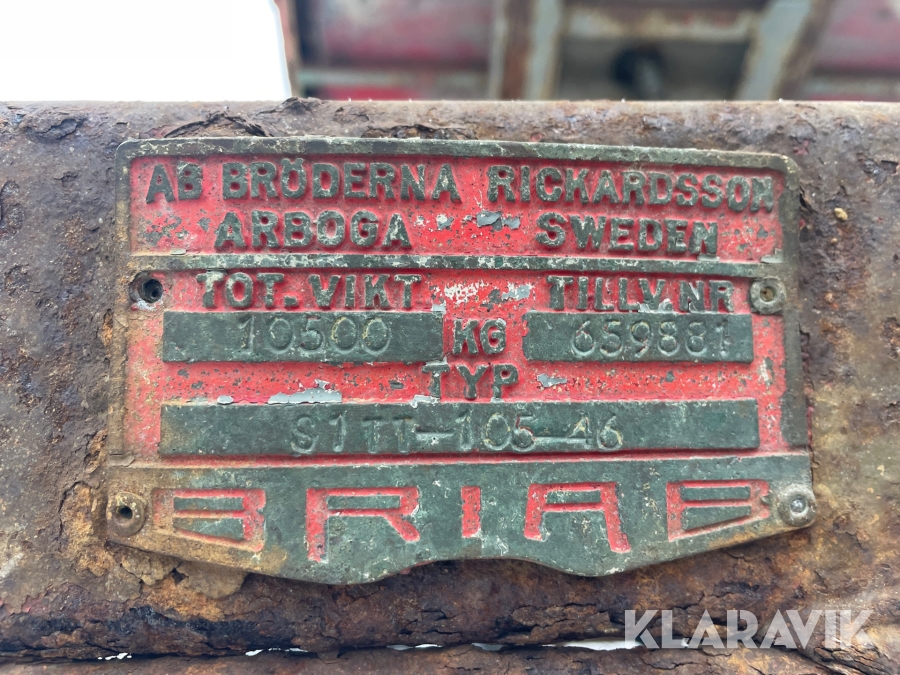 AB BRÖDERNA RICKARDSSON
ARBOGA SWEDEN
TOT. VIKT TILLV NR
10500 KG 659881
TYP
S1TT-105-46
BRIAB
KLARAVIK